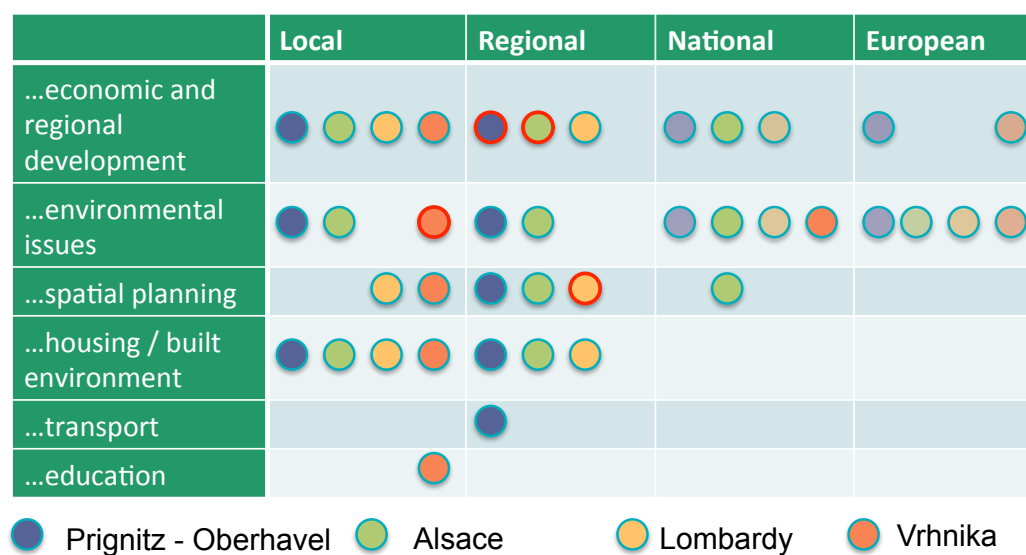 Local Regional National European
...economic and
regional
development
...environmental
issues
...spatial planning
...housing / built
environment
...transport
...education
Prignitz - Oberhavel Alsace Lombardy Vrhnika